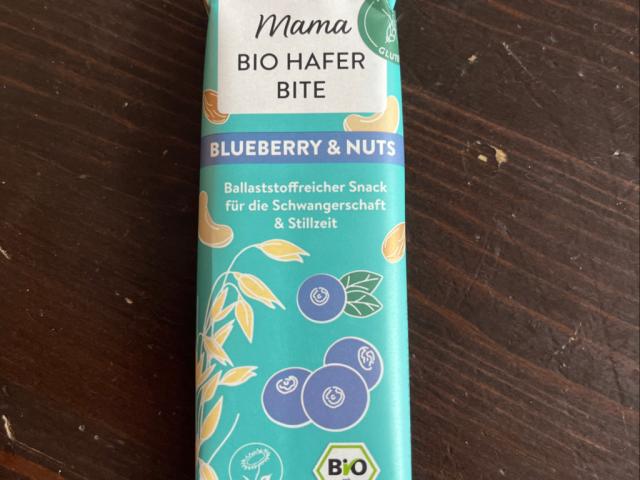 Mama
BIO HAFER
BITE
BLUEBERRY & NUTS
Ballaststoffreicher Snack
für die Schwangerschaft
& Stillzeit
BIO